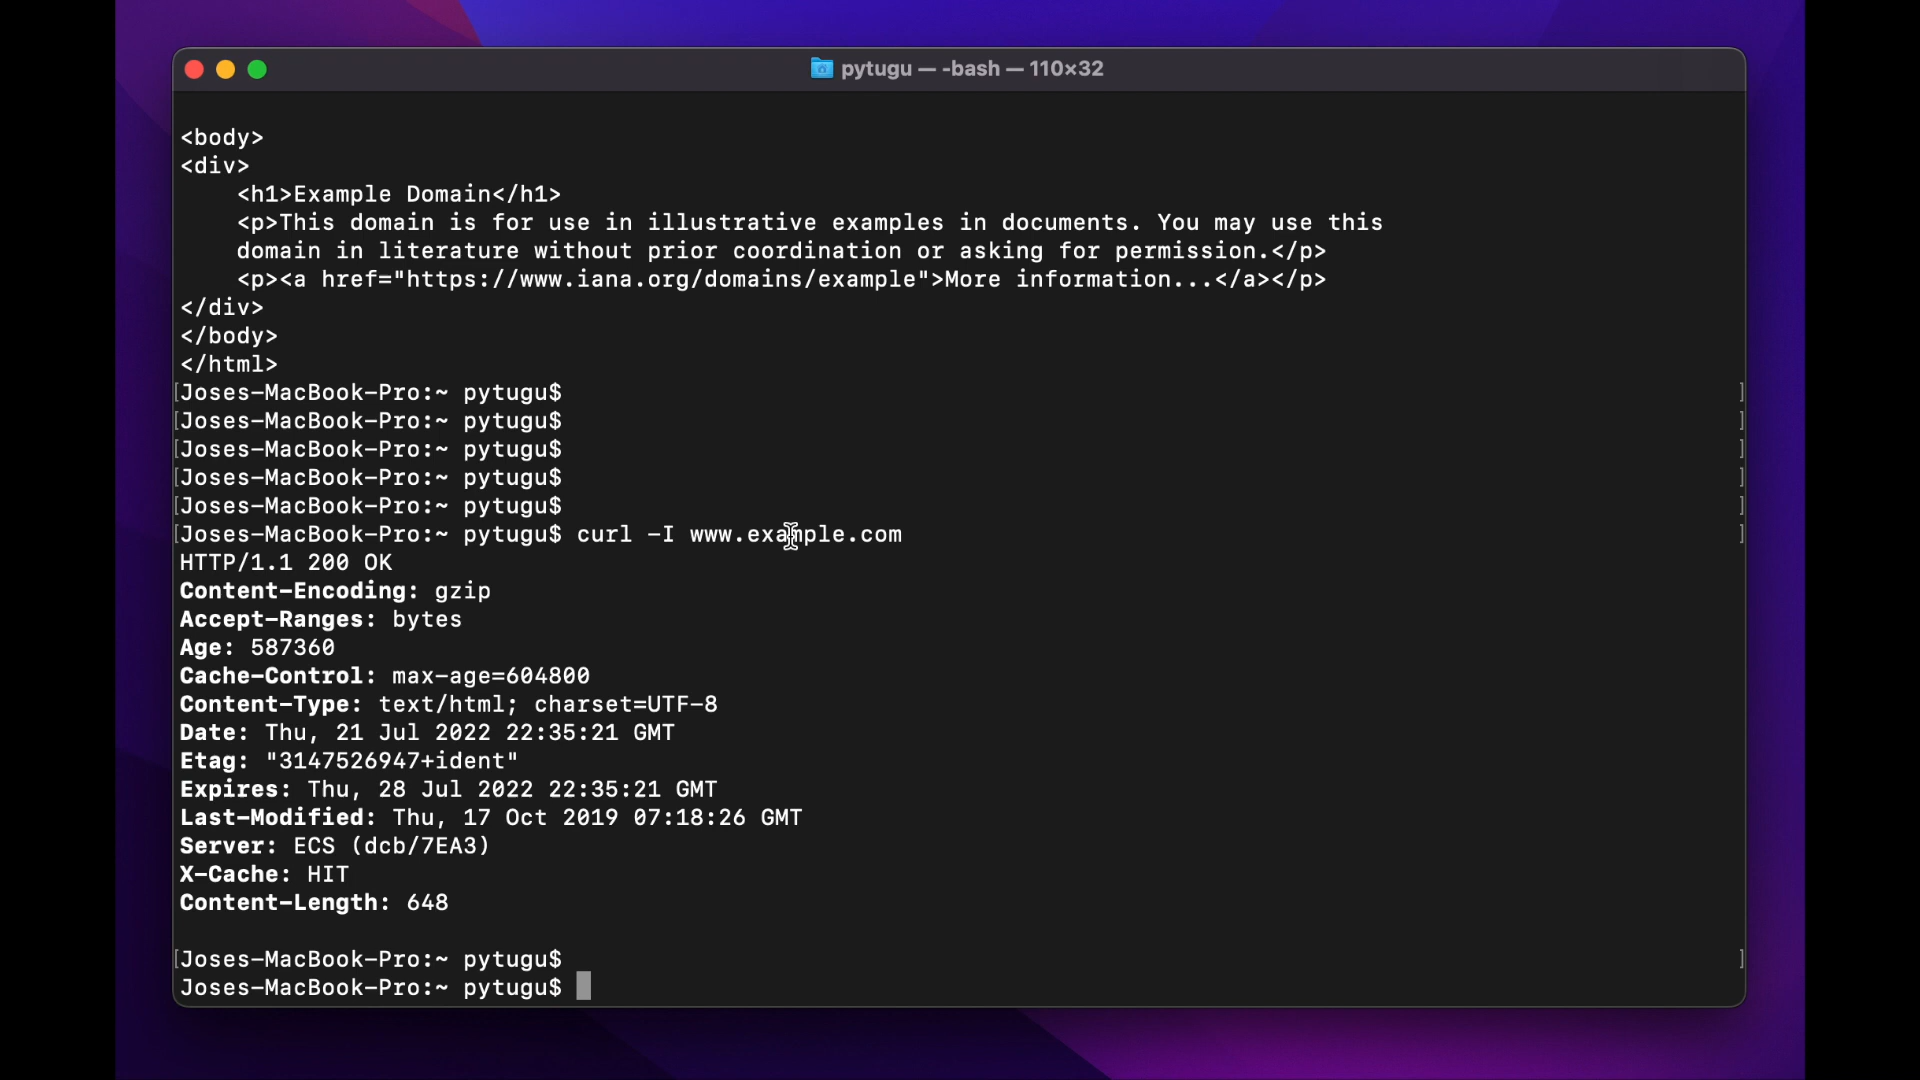 pytugu — -bash — 110×32
<body>
<div>
    <h1>Example Domain</h1>
    <p>This domain is for use in illustrative examples in documents. You may use this
    domain in literature without prior coordination or asking for permission.</p>
    <p><a href="https://www.iana.org/domains/example">More information...</a></p>
</div>
</body>
</html>
[Joses-MacBook-Pro:~ pytugu$ ]
[Joses-MacBook-Pro:~ pytugu$ ]
[Joses-MacBook-Pro:~ pytugu$ ]
[Joses-MacBook-Pro:~ pytugu$ ]
[Joses-MacBook-Pro:~ pytugu$ ]
[Joses-MacBook-Pro:~ pytugu$ curl -I www.example.com ]
HTTP/1.1 200 OK
Content-Encoding: gzip
Accept-Ranges: bytes
Age: 587360
Cache-Control: max-age=604800
Content-Type: text/html; charset=UTF-8
Date: Thu, 21 Jul 2022 22:35:21 GMT
Etag: "3147526947+ident"
Expires: Thu, 28 Jul 2022 22:35:21 GMT
Last-Modified: Thu, 17 Oct 2019 07:18:26 GMT
Server: ECS (dcb/7EA3)
X-Cache: HIT
Content-Length: 648

[Joses-MacBook-Pro:~ pytugu$ ]
Joses-MacBook-Pro:~ pytugu$